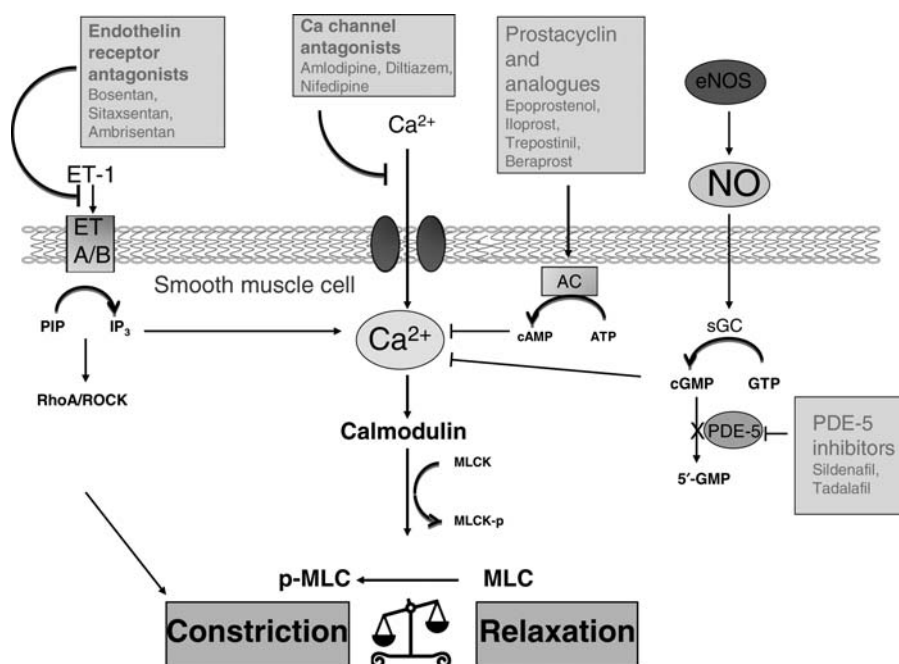 Endothelin
receptor
antagonists
Bosentan,
Sitaxsentan,
Ambrisentan
Ca channel
antagonists
Amlodipine, Diltiazem,
Nifedipine
Prostacyclin
and
analogues
Epoprostenol,
Iloprost,
Trepostinil,
Beraprost
eNOS
Ca2+
NO
ET-1
ET
A/B
Smooth muscle cell
AC
PIP
IP3
Ca2+
cAMP
ATP
sGC
RhoA/ROCK
cGMP
GTP
Calmodulin
X
PDE-5
PDE-5
inhibitors
Sildenafil,
Tadalafil
MLCK
5′-GMP
MLCK-p
p-MLC
MLC
Constriction
Relaxation